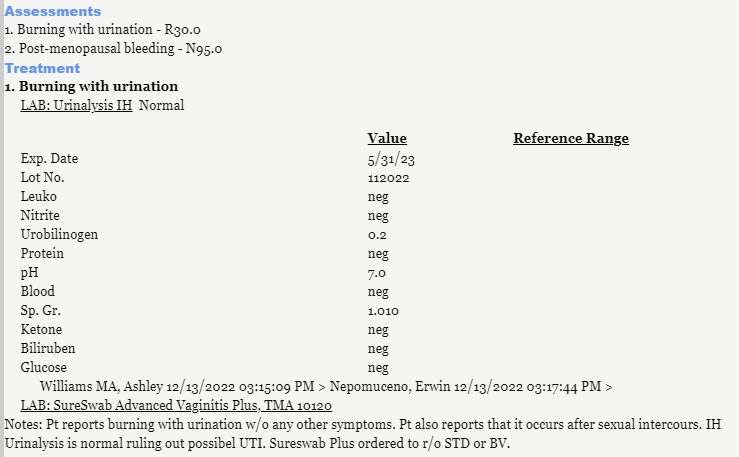 Assessments
1. Burning with urination - R30.0
2. Post-menopausal bleeding - N95.0
Treatment
1. Burning with urination
LAB: Urinalysis IH Normal
Value Reference Range
Exp. Date 5/31/23
Lot No. 112022
Leuko neg
Nitrite neg
Urobilinogen 0.2
Protein neg
pH 7.0
Blood neg
Sp. Gr. 1.010
Ketone neg
Biliruben neg
Glucose neg
Williams MA, Ashley 12/13/2022 03:15:09 PM > Nepomuceno, Erwin 12/13/2022 03:17:44 PM >
LAB: SureSwab Advanced Vaginitis Plus, TMA 10120
Notes: Pt reports burning with urination w/o any other symptoms. Pt also reports that it occurs after sexual intercours. IH
Urinalysis is normal ruling out possibel UTI. Sureswab Plus ordered to r/o STD or BV.